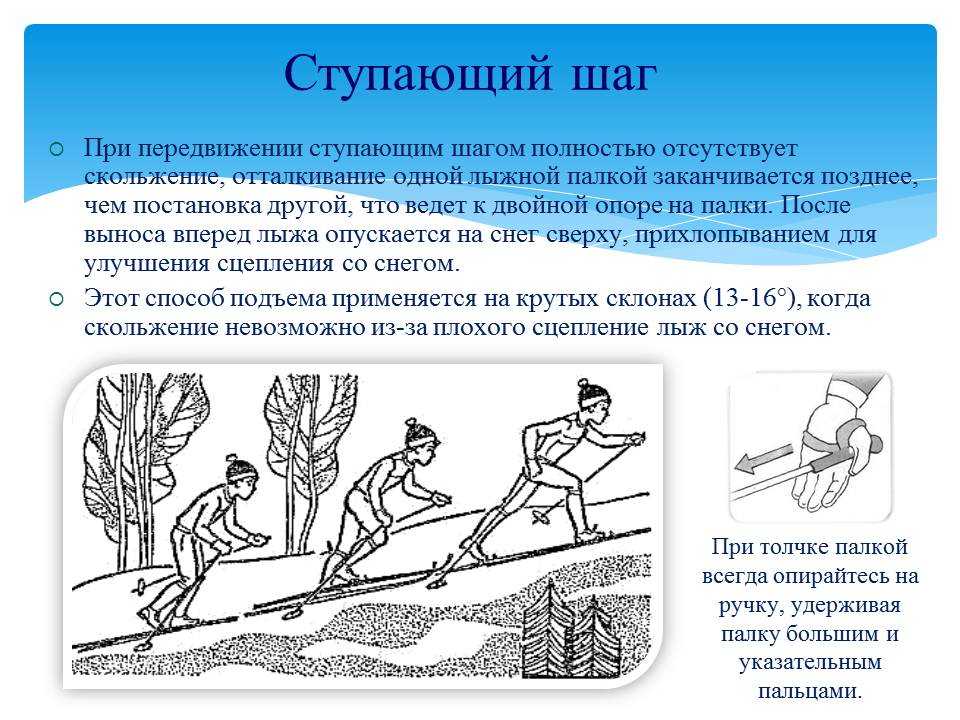 Ступающий шаг
При передвижении ступающим шагом полностью отсутствует
скольжение, отталкивание одной лыжной палкой заканчивается позднее,
чем постановка другой, что ведет к двойной опоре на палки. После
выноса вперед лыжа опускается на снег сверху, прихлопыванием для
улучшения сцепления со снегом.
Этот способ подъема применяется на крутых склонах (13-16°), когда
скольжение невозможно из-за плохого сцепление лыж со снегом.
При толчке палкой
всегда опирайтесь на
ручку, удерживая
палку большим и
указательным
пальцами.